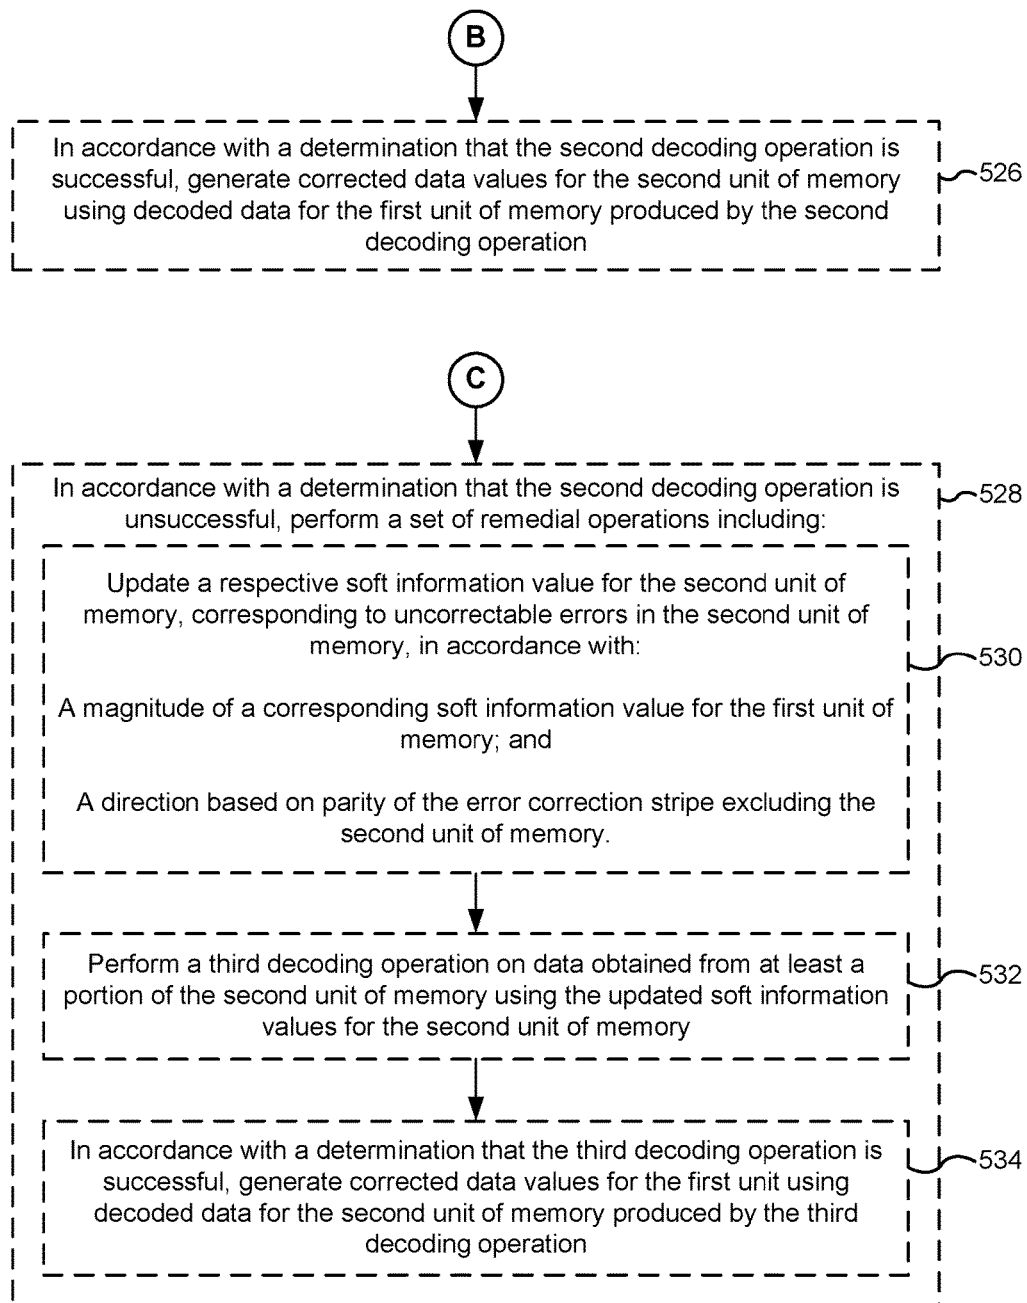 B
In accordance with a determination that the second decoding operation is
successful, generate corrected data values for the second unit of memory
using decoded data for the first unit of memory produced by the second
decoding operation
526
C
In accordance with a determination that the second decoding operation is
unsuccessful, perform a set of remedial operations including:
528
Update a respective soft information value for the second unit of
memory, corresponding to uncorrectable errors in the second unit of
memory, in accordance with:
530
A magnitude of a corresponding soft information value for the first unit of
memory; and
A direction based on parity of the error correction stripe excluding the
second unit of memory.
Perform a third decoding operation on data obtained from at least a
portion of the second unit of memory using the updated soft information
values for the second unit of memory
532
In accordance with a determination that the third decoding operation is
successful, generate corrected data values for the first unit using
decoded data for the second unit of memory produced by the third
decoding operation
534